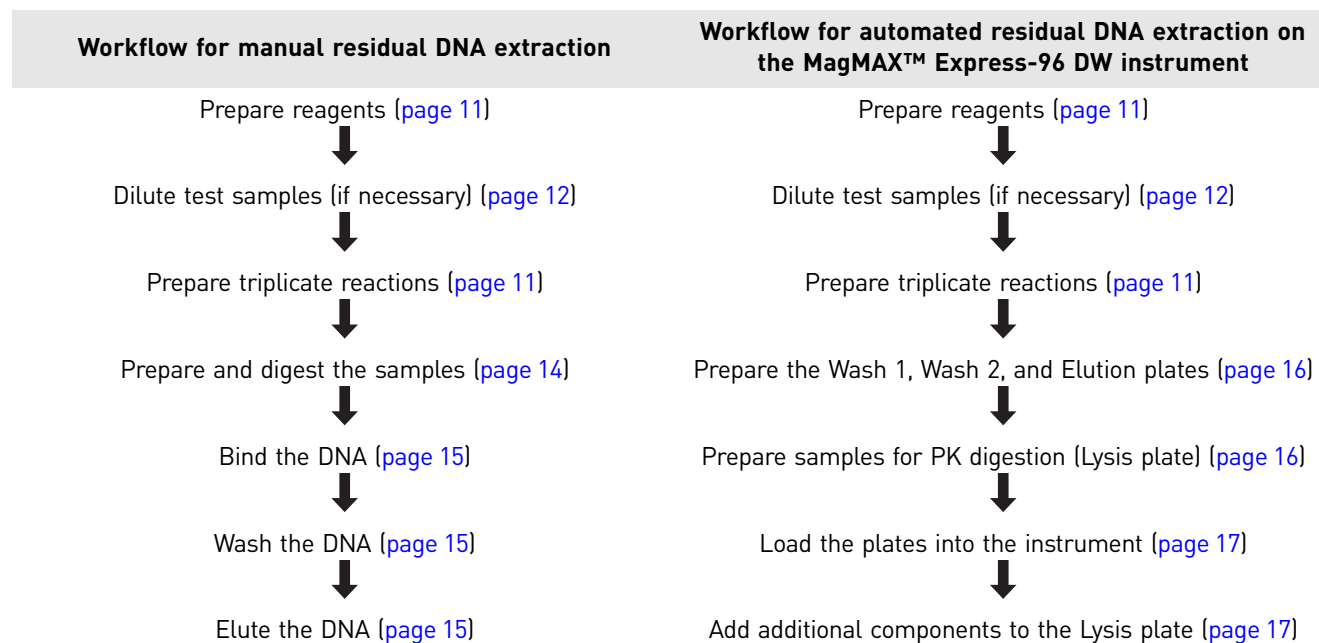 Workflow for manual residual DNA extraction
Workflow for automated residual DNA extraction on
the MagMAX™ Express-96 DW instrument
Prepare reagents (page 11)
Dilute test samples (if necessary) (page 12)
Prepare triplicate reactions (page 11)
Prepare and digest the samples (page 14)
Bind the DNA (page 15)
Wash the DNA (page 15)
Elute the DNA (page 15)
Prepare reagents (page 11)
Dilute test samples (if necessary) (page 12)
Prepare triplicate reactions (page 11)
Prepare the Wash 1, Wash 2, and Elution plates (page 16)
Prepare samples for PK digestion (Lysis plate) (page 16)
Load the plates into the instrument (page 17)
Add additional components to the Lysis plate (page 17)